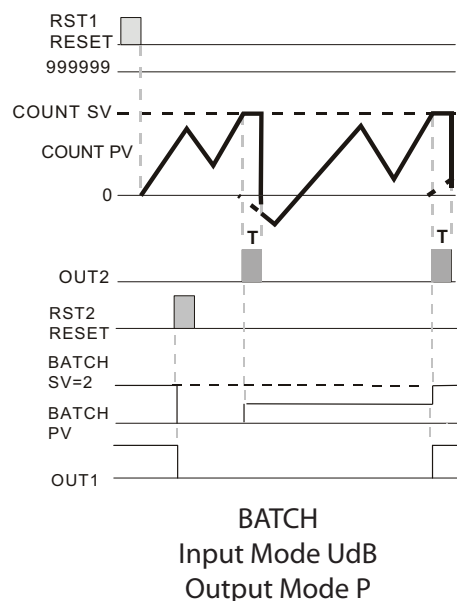 RST1
RESET
999999
COUNT SV
COUNT PV
0
T
T
OUT2
RST2
RESET
BATCH
SV=2
BATCH
PV
OUT1
BATCH
Input Mode UdB
Output Mode P